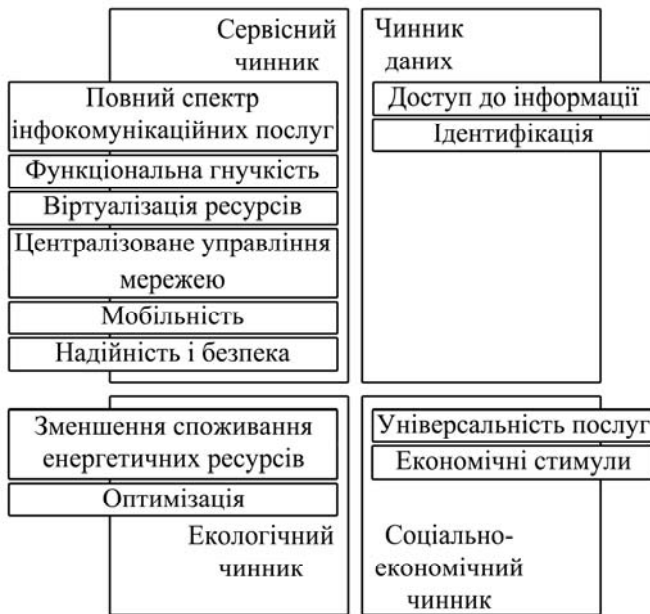 Сервісний
чинник
Повний спектр
інфокомунікаційних послуг
Функціональна гнучкість
Віртуалізація ресурсів
Централізоване управління
мережею
Мобільність
Надійність і безпека
Чинник
даних
Доступ до інформації
Ідентифікація
Зменшення споживання
енергетичних ресурсів
Оптимізація
Екологічний
чинник
Універсальність послуг
Економічні стимули
Соціально-
економічний
чинник